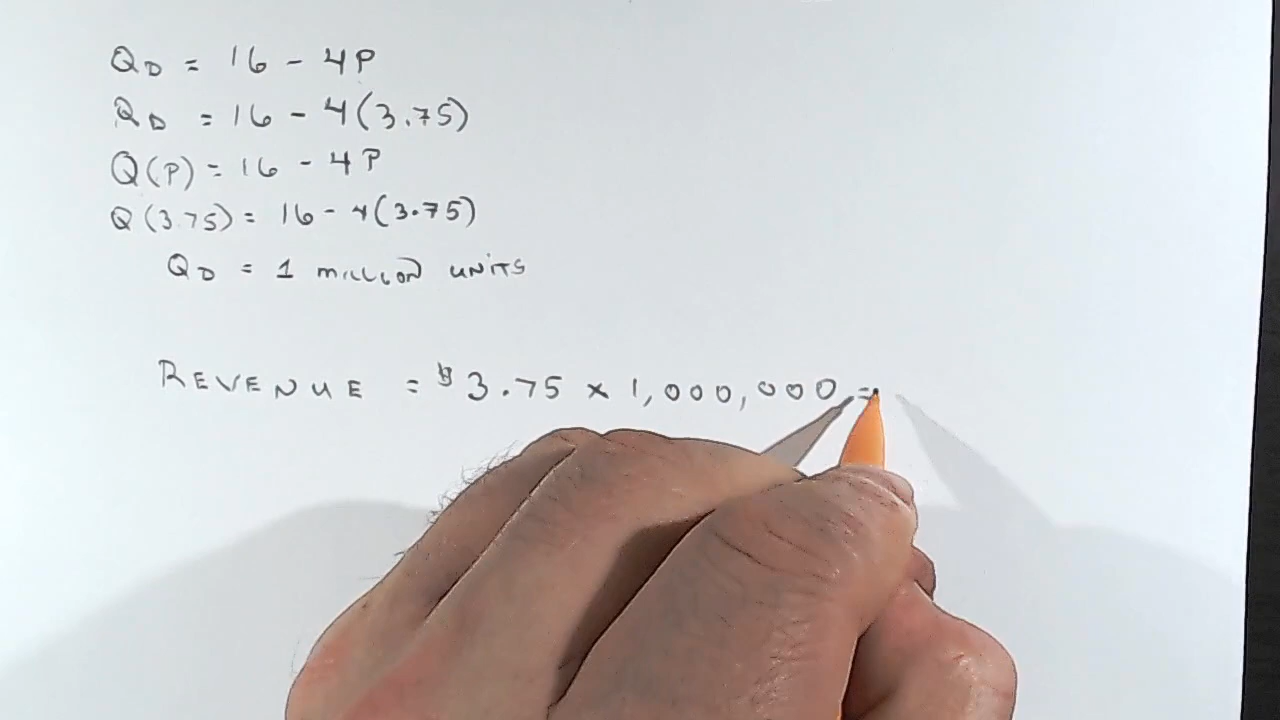 QD = 16 - 4P
QD = 16 - 4(3.75)
Q(P) = 16 - 4P
Q(3.75) = 16 - 4(3.75)
QD = 1 MILLION UNITS
REVENUE = $3.75 × 1,000,000 =